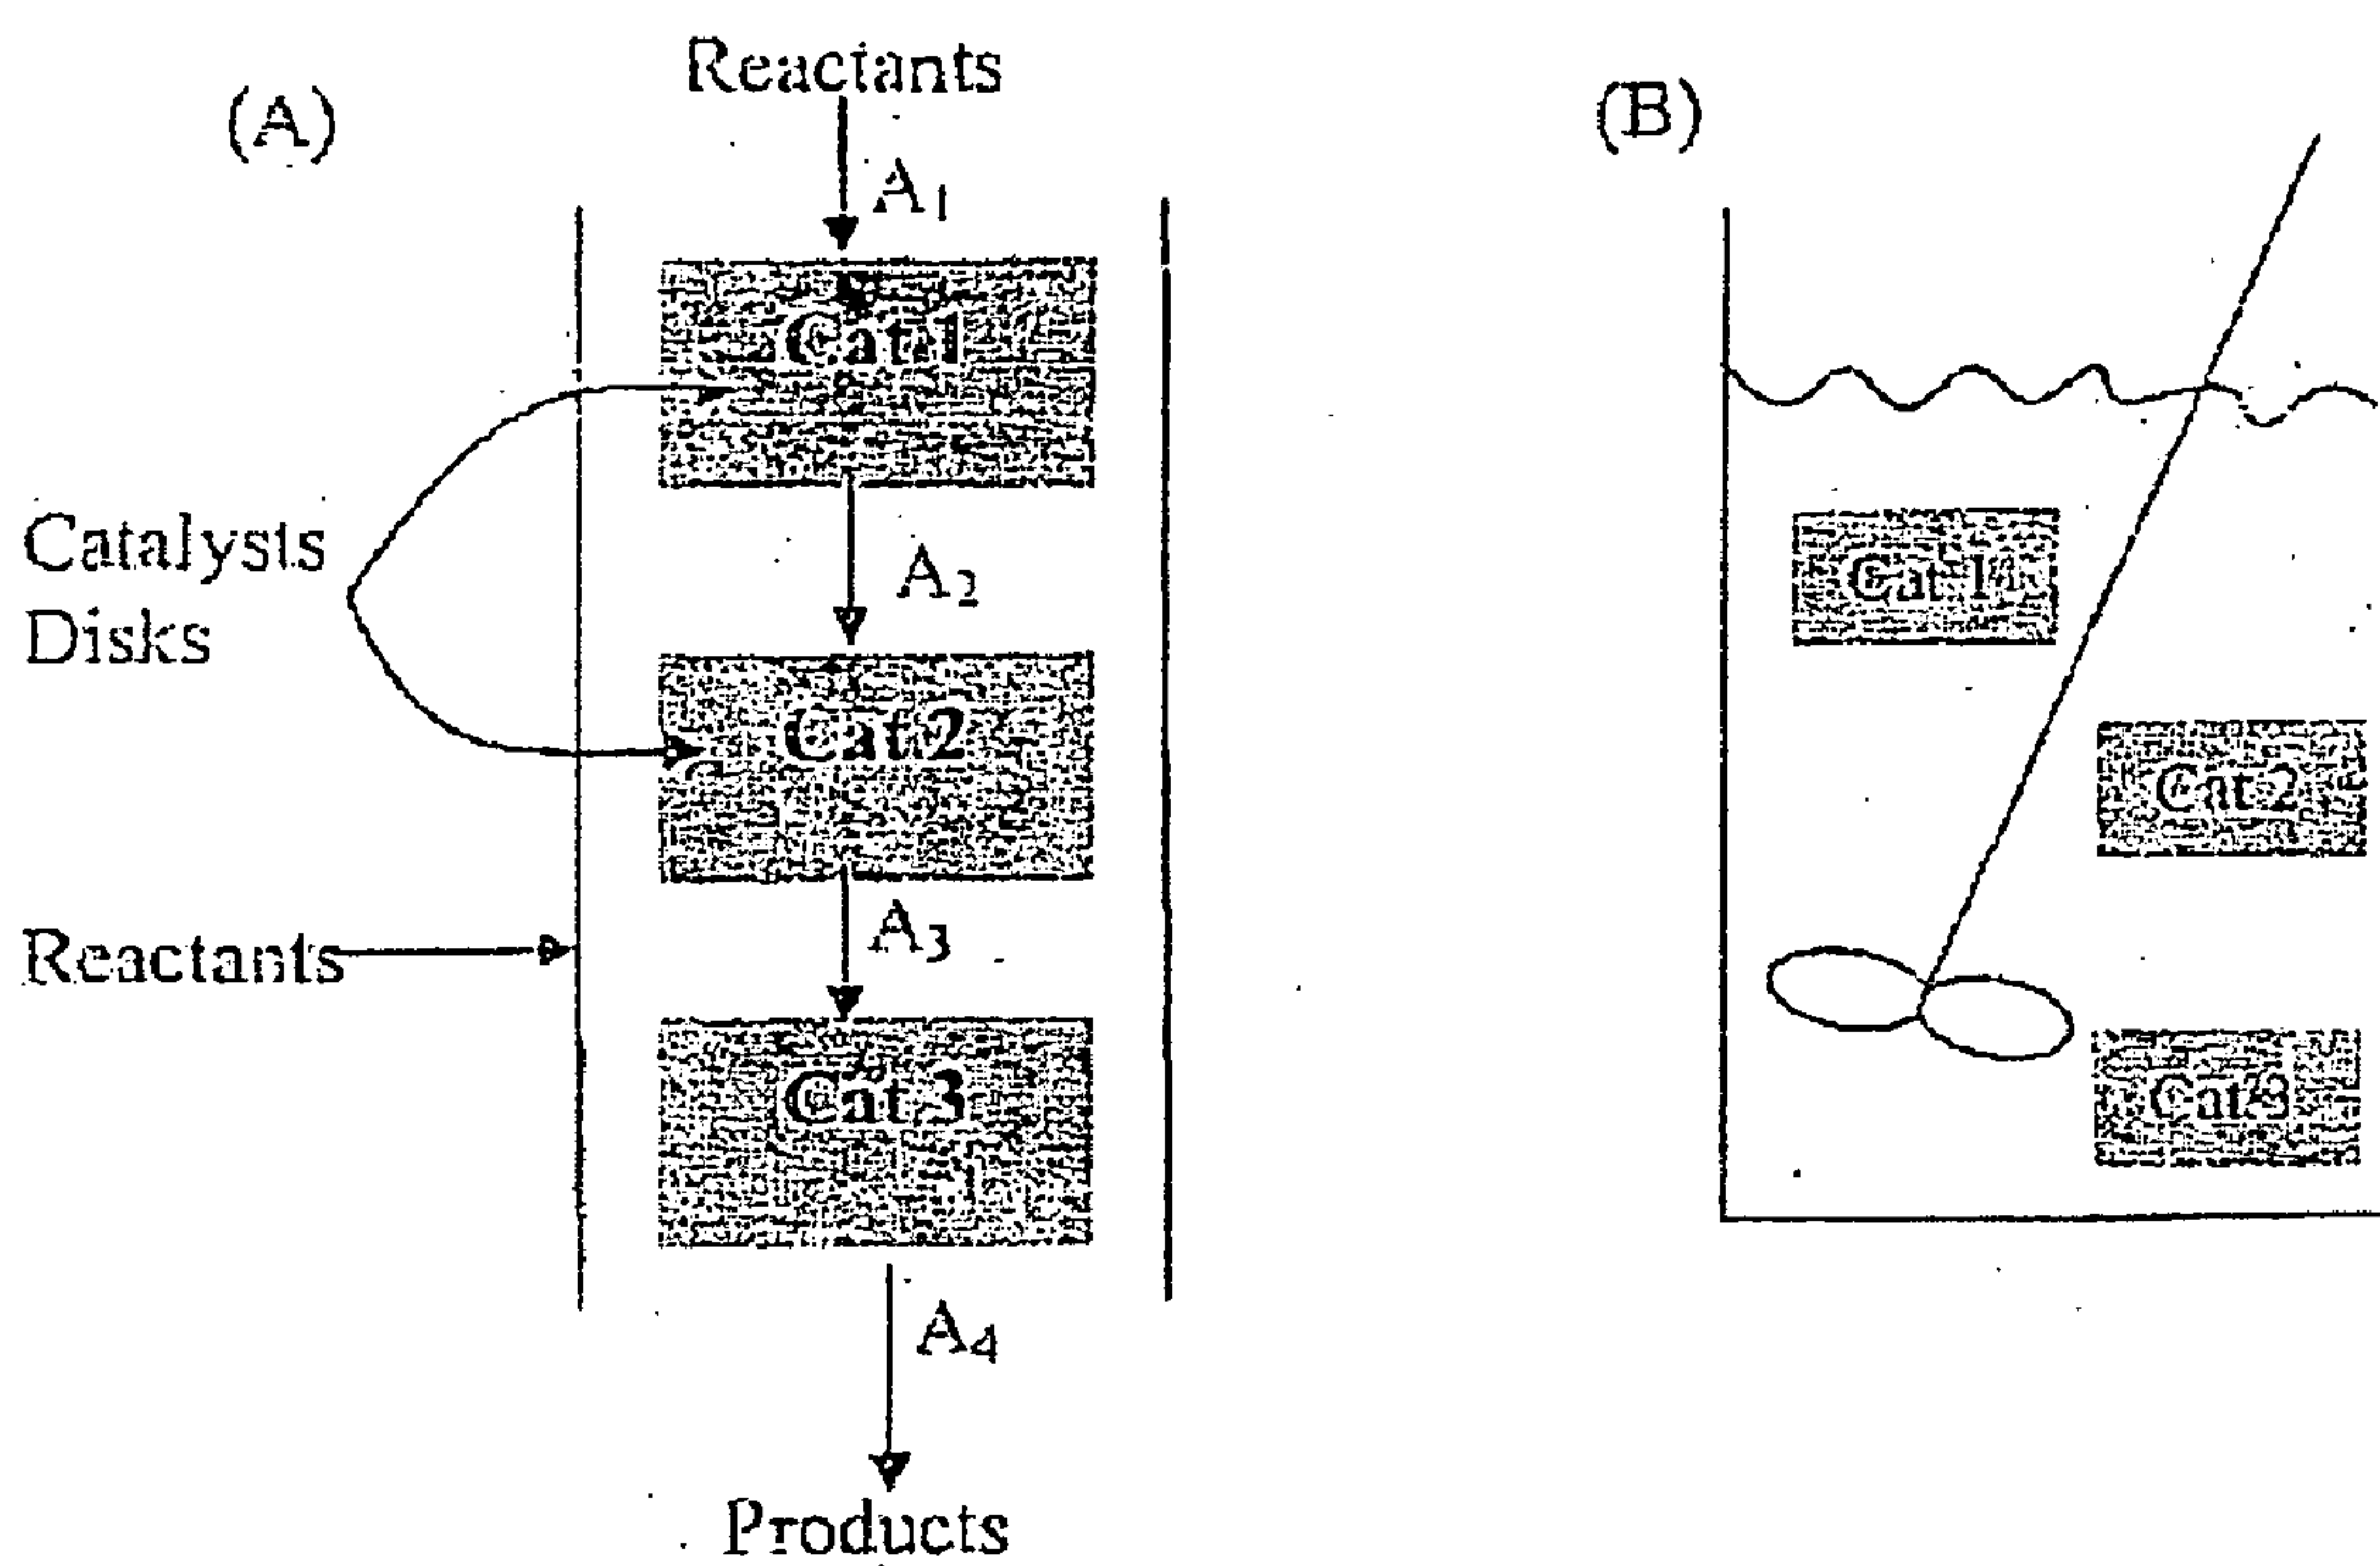 (A)
Reactants
A₁
Cat 1
Catalysts
Disks
A₂
Cat 2
A₃
Reactants
Cat 3
A₄
Products
(B)
Cat 1
Cat 2
Cat 3